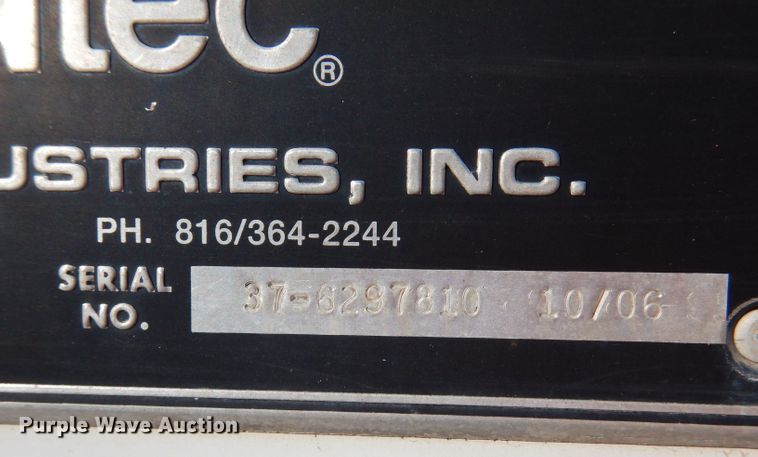 ntec®
USTRIES, INC.
PH. 816/364-2244
SERIAL NO. 37-6297810 10/06
Purple Wave Auction